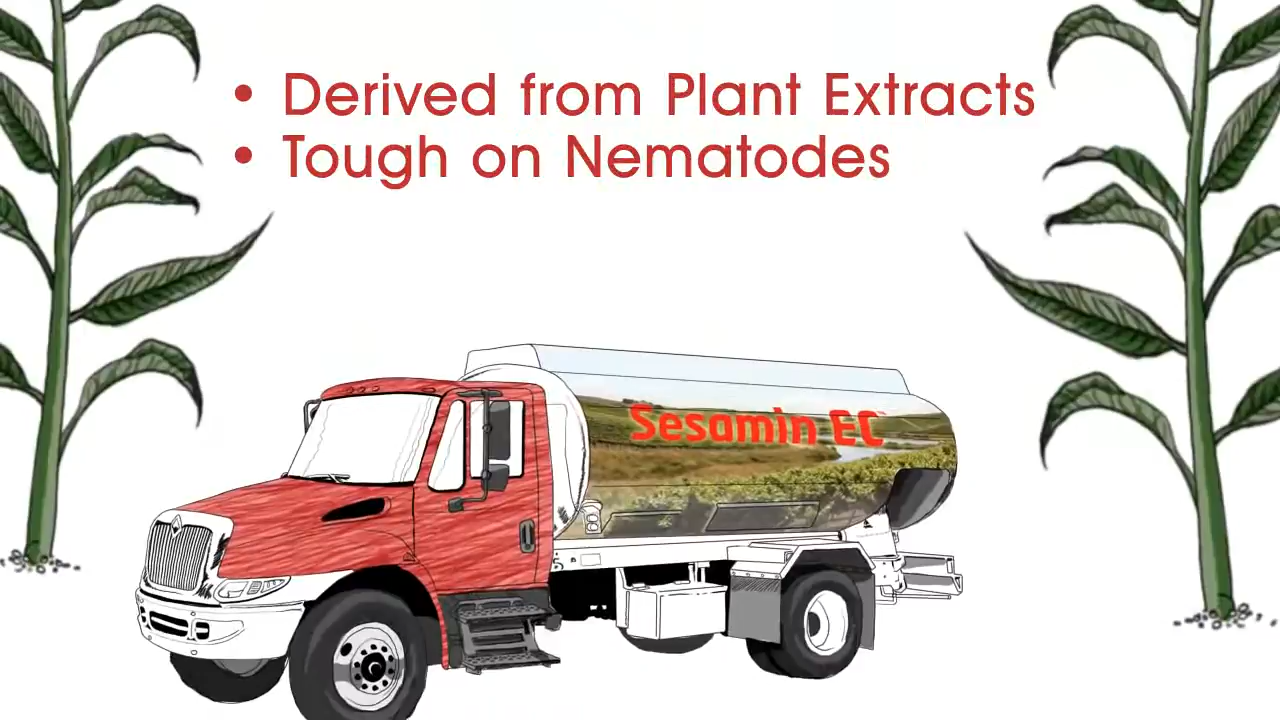 • Derived from Plant Extracts
• Tough on Nematodes
Sesamin EC